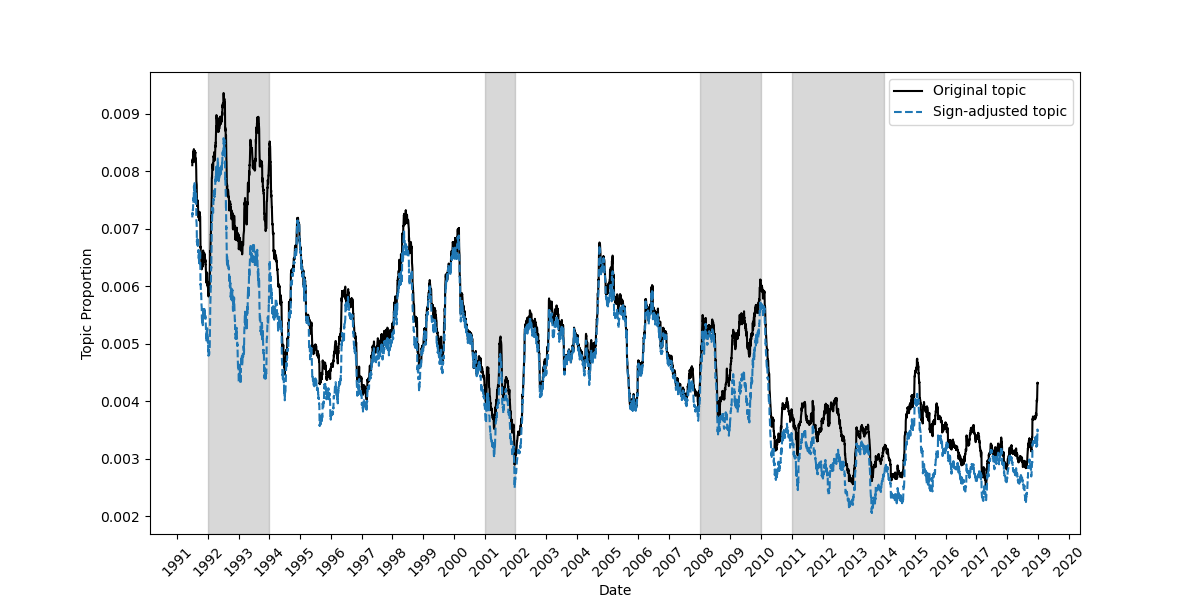 Original topic
Sign-adjusted topic
Topic Proportion
0.009
0.008
0.007
0.006
0.005
0.004
0.003
0.002
1991 1992 1993 1994 1995 1996 1997 1998 1999 2000 2001 2002 2003 2004 2005 2006 2007 2008 2009 2010 2011 2012 2013 2014 2015 2016 2017 2018 2019 2020
Date